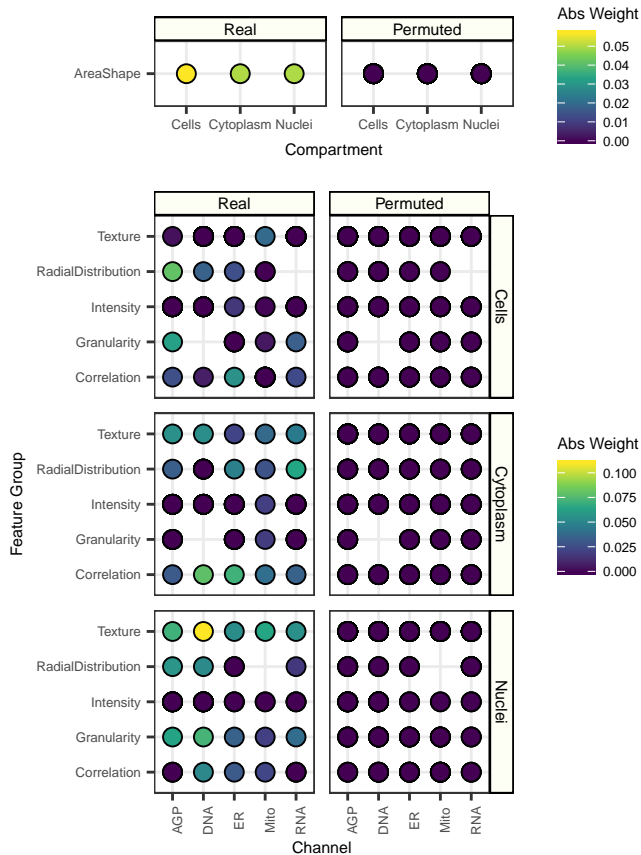 Real
Permuted
Abs Weight
0.05
0.04
0.03
0.02
0.01
0.00
AreaShape
Cells Cytoplasm Nuclei
Cells Cytoplasm Nuclei
Compartment
Real
Permuted
Feature Group
Texture
RadialDistribution
Intensity
Granularity
Correlation
Cells
Texture
RadialDistribution
Intensity
Granularity
Correlation
Cytoplasm
Abs Weight
0.100
0.075
0.050
0.025
0.000
Texture
RadialDistribution
Intensity
Granularity
Correlation
Nuclei
AGP DNA ER Mito RNA
AGP DNA ER Mito RNA
Channel